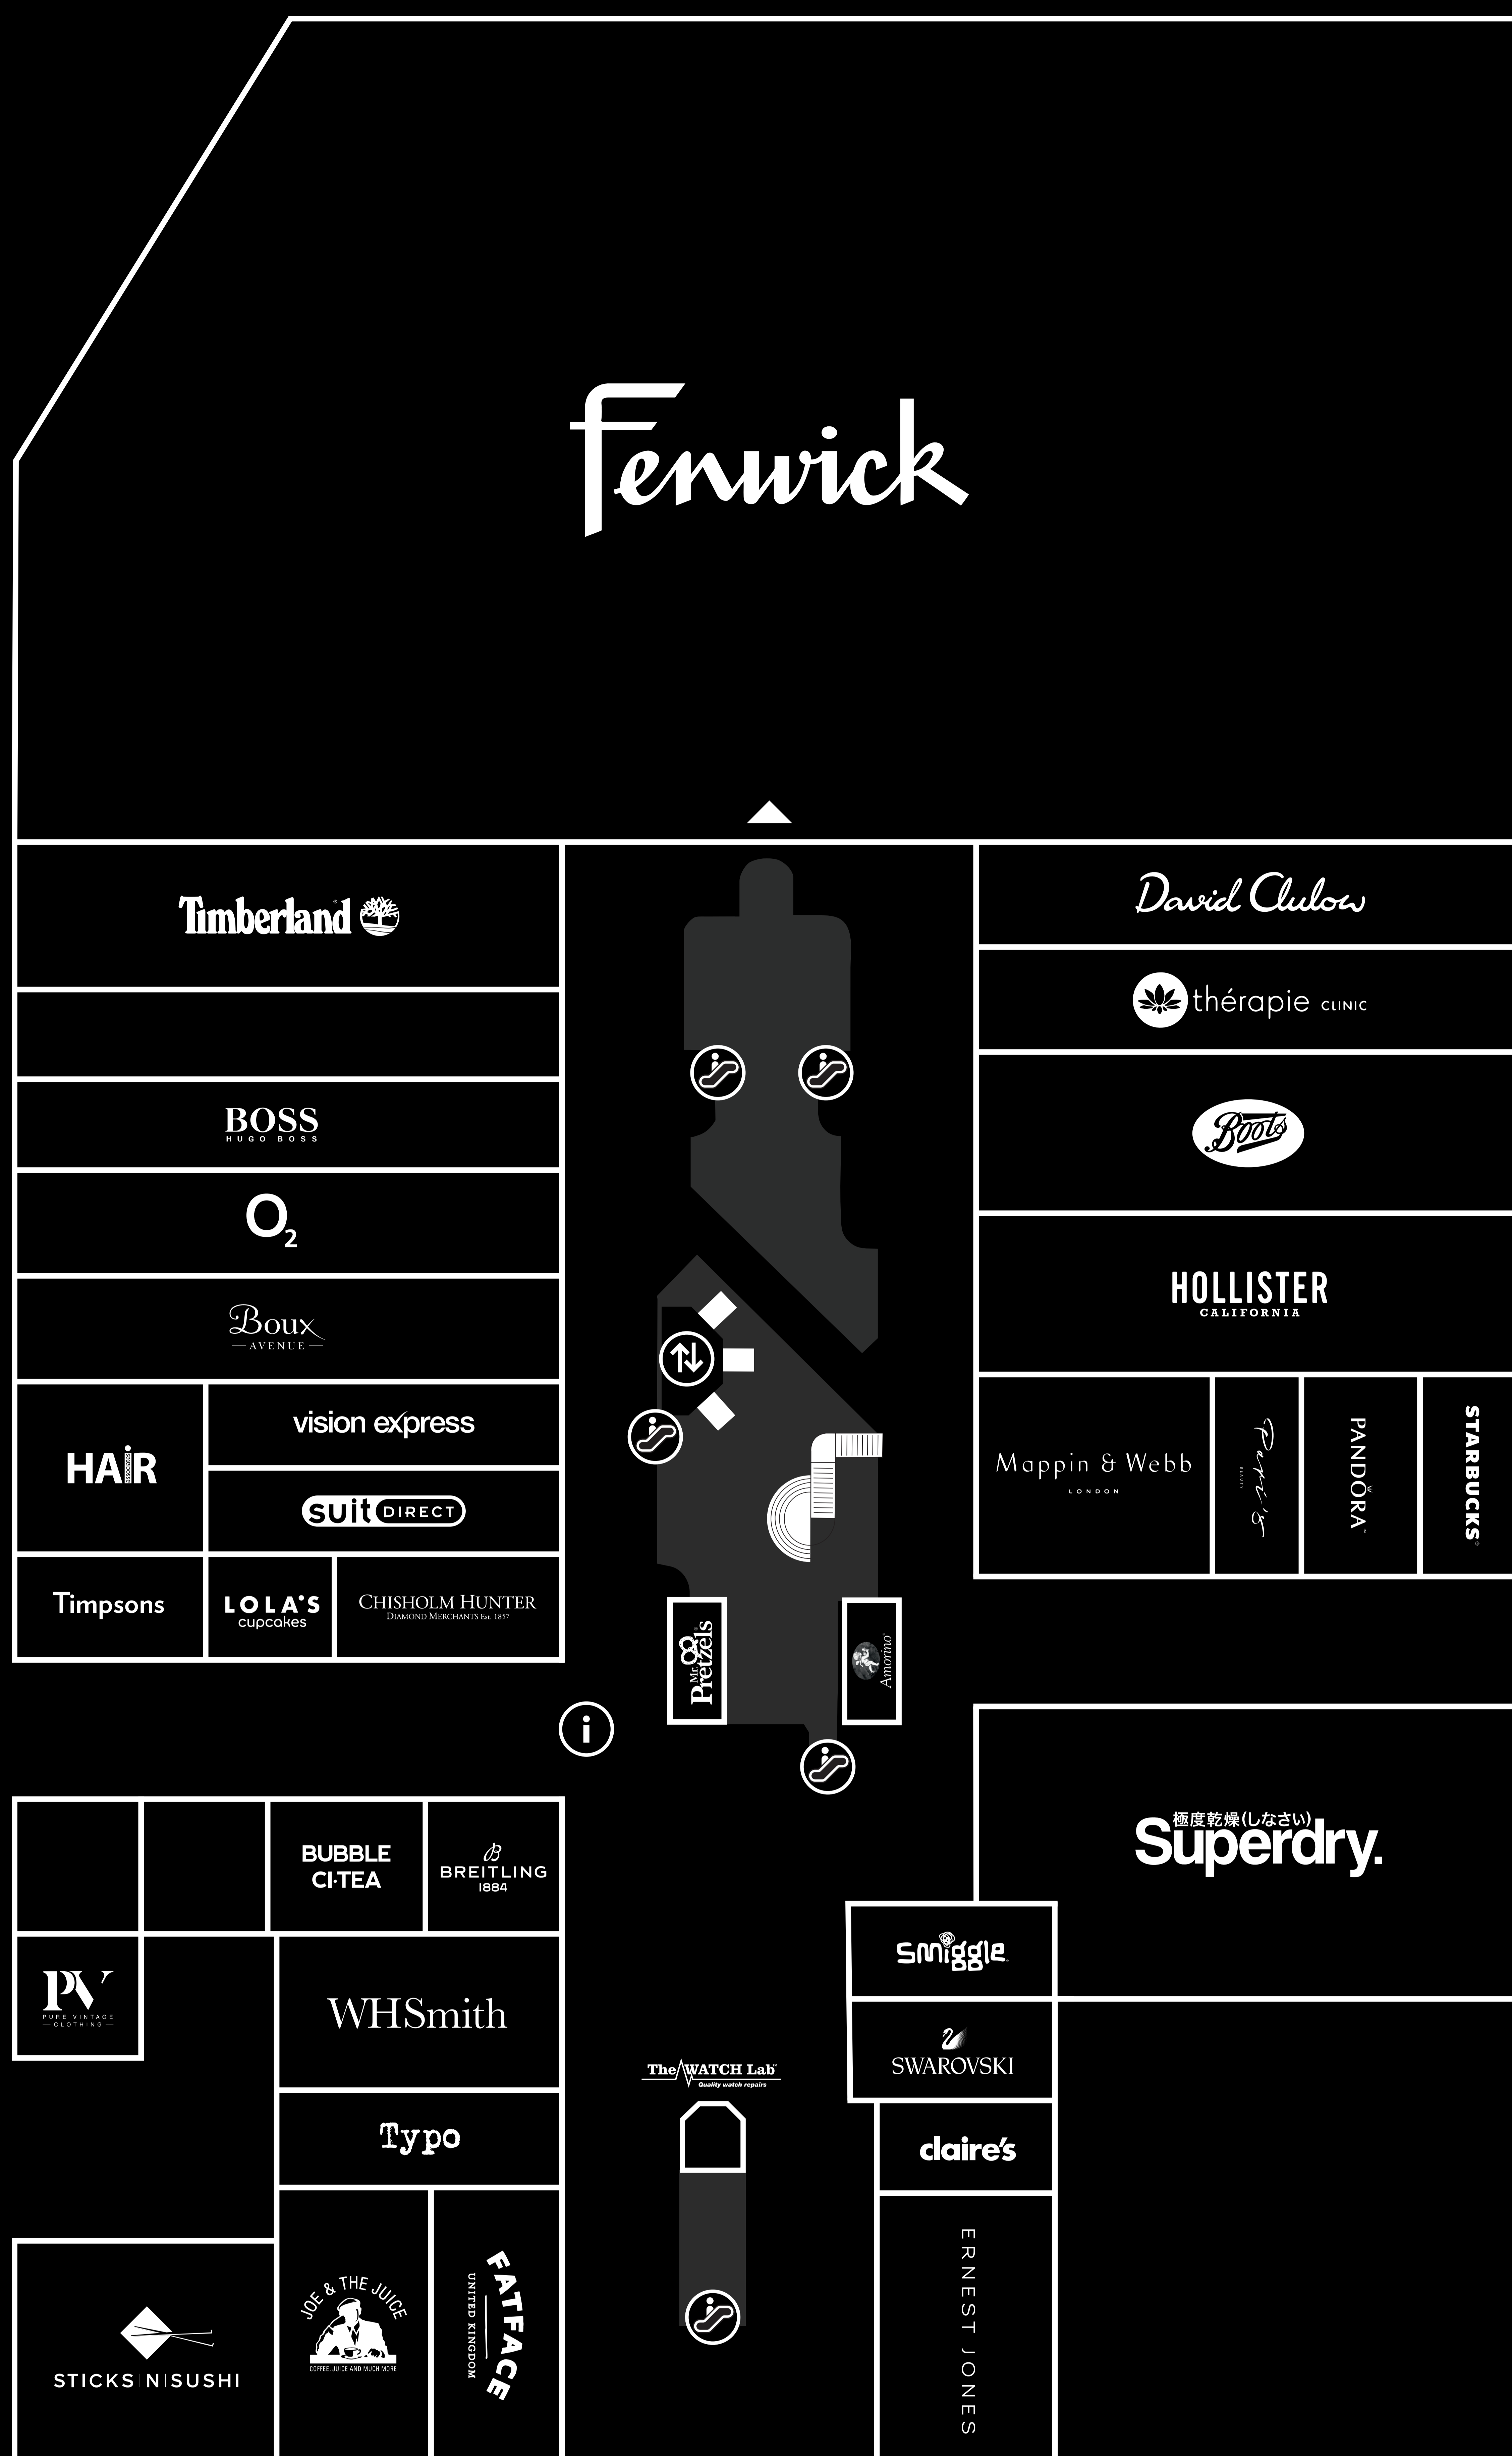 Fenwick
Timberland
David Clulow
thérapie CLINIC
BOSS
HUGO BOSS
Boots
O2
HOLLISTER
CALIFORNIA
Boux
AVENUE
HAIR
vision express
suit DIRECT
Mappin & Webb
LONDON
Papi's
BEAUTY
PANDORA™
STARBUCKS®
Timpsons
LOLA'S
cupcakes
CHISHOLM HUNTER
DIAMOND MERCHANTS Est. 1857
Mr.
Pretzels®
Amorino
i
極度乾燥(しなさい)
Superdry.
BUBBLE
CI·TEA
B
BREITLING
1884
smiggle
PV
PURE VINTAGE
CLOTHING
WHSmith
SWAROVSKI
The WATCH Lab™
Quality watch repairs
Typo
claire's
STICKS N SUSHI
JOE & THE JUICE
COFFEE, JUICE AND MUCH MORE
FATFACE
UNITED KINGDOM
ERNEST JONES